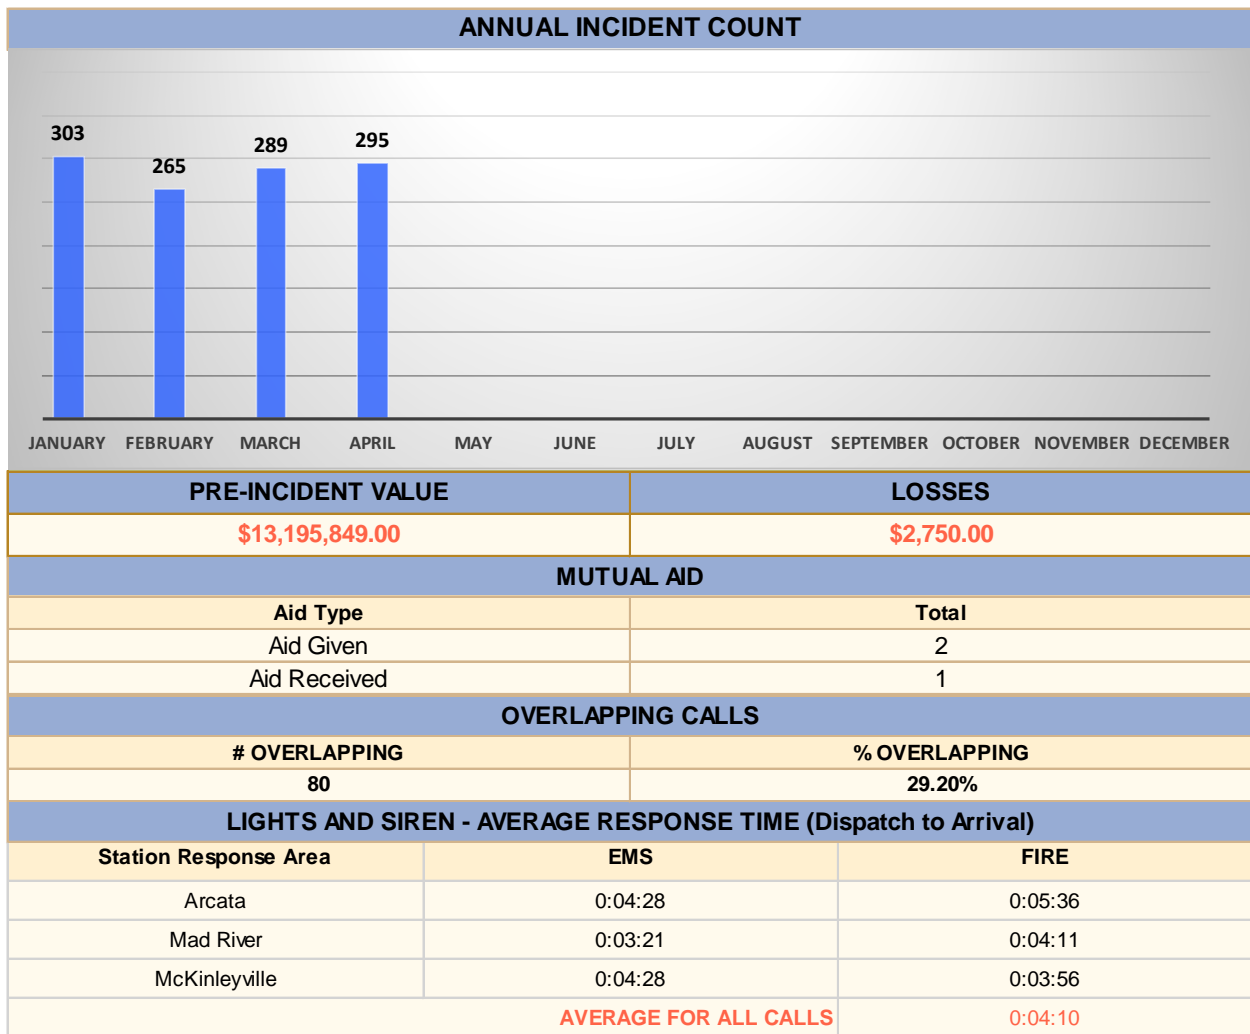 ANNUAL INCIDENT COUNT
303
265
289
295
JANUARY FEBRUARY MARCH APRIL MAY JUNE JULY AUGUST SEPTEMBER OCTOBER NOVEMBER DECEMBER
PRE-INCIDENT VALUE LOSSES
$13,195,849.00 $2,750.00
MUTUAL AID
Aid Type Total
Aid Given 2
Aid Received 1
OVERLAPPING CALLS
# OVERLAPPING % OVERLAPPING
80 29.20%
LIGHTS AND SIREN - AVERAGE RESPONSE TIME (Dispatch to Arrival)
Station Response Area EMS FIRE
Arcata 0:04:28 0:05:36
Mad River 0:03:21 0:04:11
McKinleyville 0:04:28 0:03:56
AVERAGE FOR ALL CALLS 0:04:10